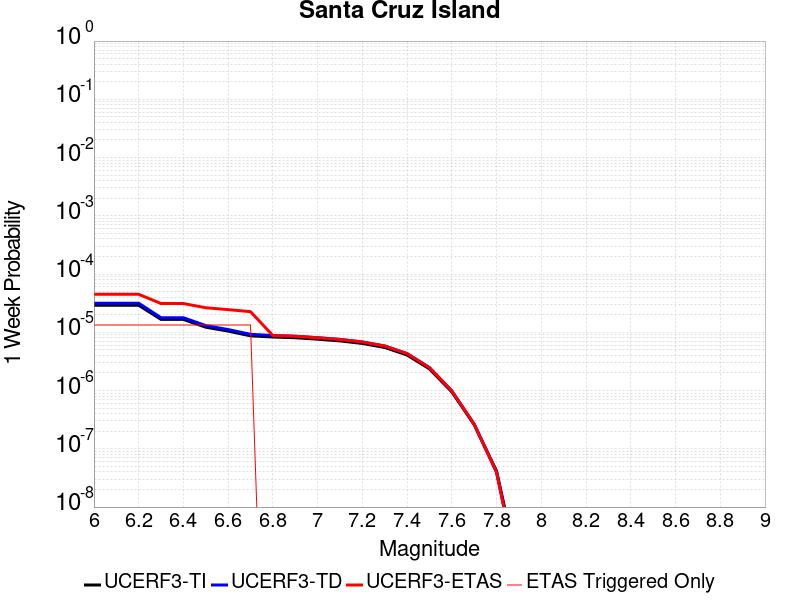 Santa Cruz Island
10^0
10^-1
10^-2
10^-3
10^-4
10^-5
10^-6
10^-7
10^-8
1 Week Probability
6 6.2 6.4 6.6 6.8 7 7.2 7.4 7.6 7.8 8 8.2 8.4 8.6 8.8 9
Magnitude
UCERF3-TI UCERF3-TD UCERF3-ETAS ETAS Triggered Only